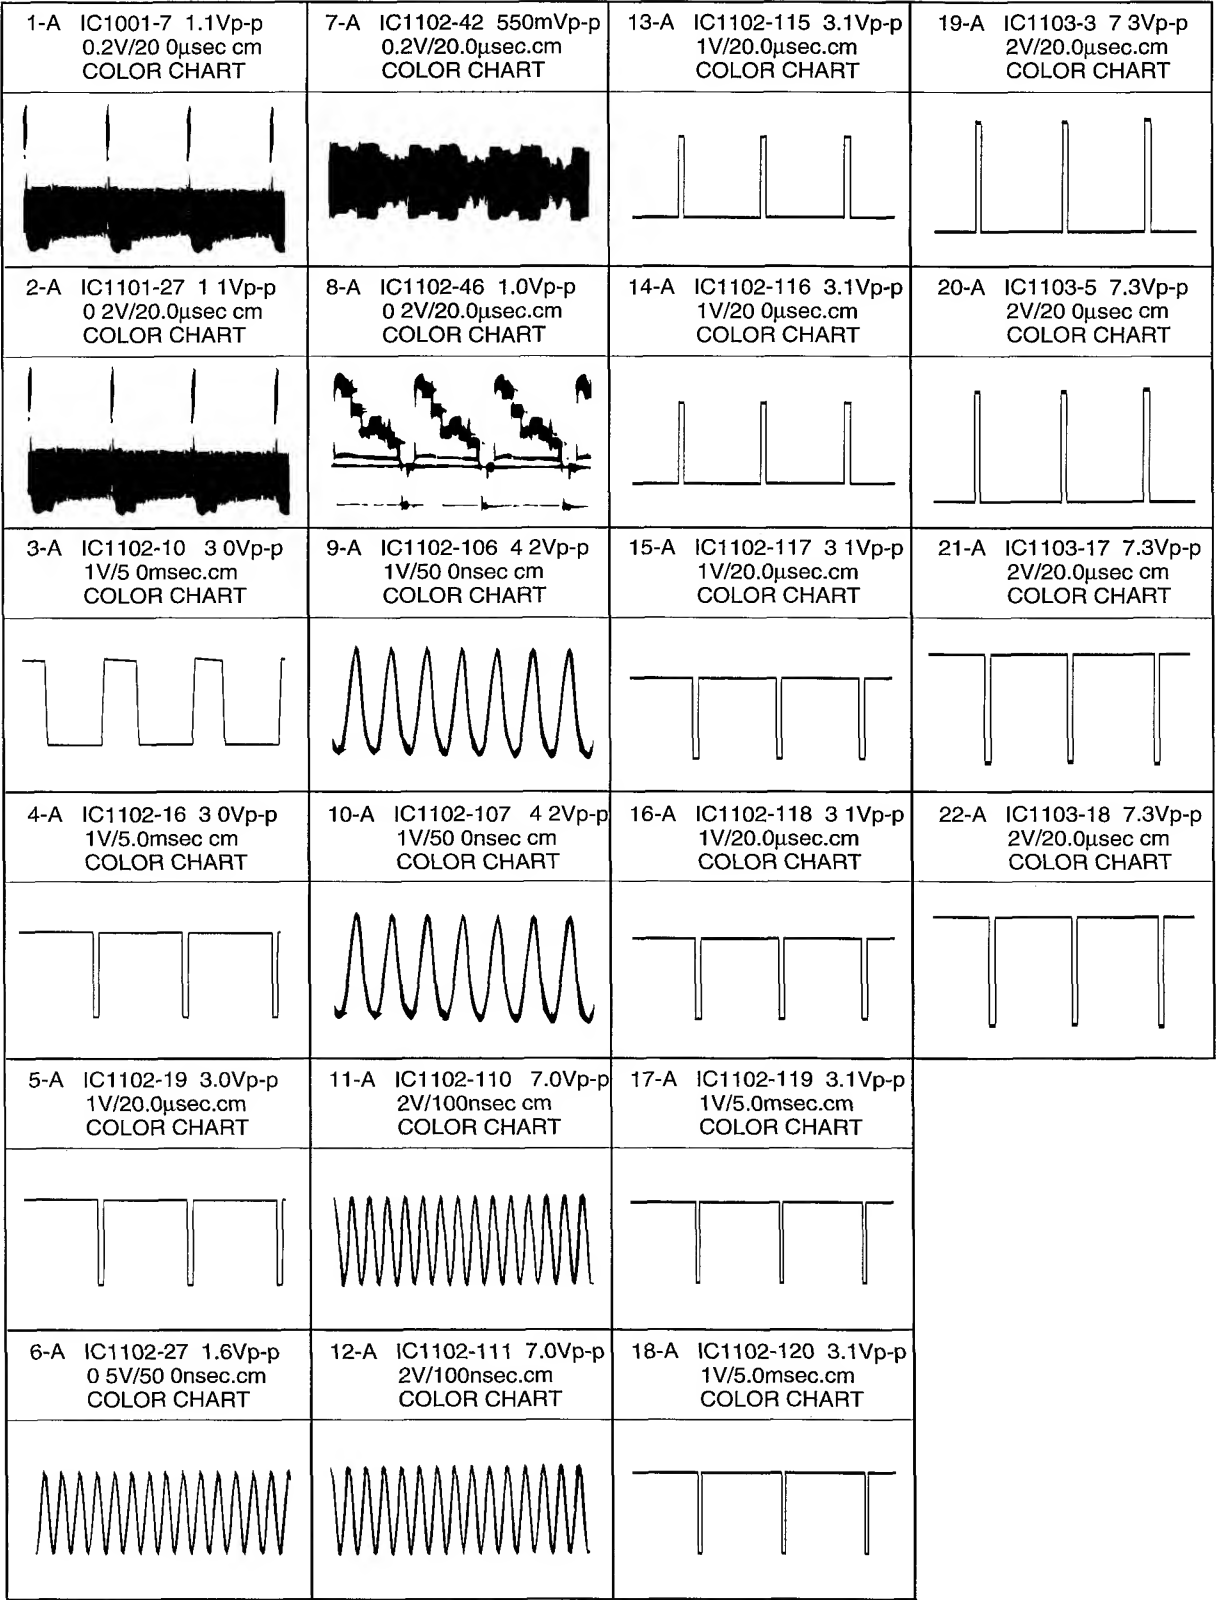 1-A IC1001-7 1.1Vp-p
0.2V/20 0µsec cm
COLOR CHART
2-A IC1101-27 1 1Vp-p
0 2V/20.0µsec cm
COLOR CHART
3-A IC1102-10 3 0Vp-p
1V/5 0msec.cm
COLOR CHART
4-A IC1102-16 3 0Vp-p
1V/5.0msec cm
COLOR CHART
5-A IC1102-19 3.0Vp-p
1V/20.0µsec.cm
COLOR CHART
6-A IC1102-27 1.6Vp-p
0 5V/50 0nsec.cm
COLOR CHART
7-A IC1102-42 550mVp-p
0.2V/20.0µsec.cm
COLOR CHART
8-A IC1102-46 1.0Vp-p
0 2V/20.0µsec.cm
COLOR CHART
9-A IC1102-106 4 2Vp-p
1V/50 0nsec cm
COLOR CHART
10-A IC1102-107 4 2Vp-p
1V/50 0nsec cm
COLOR CHART
11-A IC1102-110 7.0Vp-p
2V/100nsec cm
COLOR CHART
12-A IC1102-111 7.0Vp-p
2V/100nsec.cm
COLOR CHART
13-A IC1102-115 3.1Vp-p
1V/20.0µsec.cm
COLOR CHART
14-A IC1102-116 3.1Vp-p
1V/20 0µsec cm
COLOR CHART
15-A IC1102-117 3 1Vp-p
1V/20.0µsec.cm
COLOR CHART
16-A IC1102-118 3 1Vp-p
1V/20.0µsec.cm
COLOR CHART
17-A IC1102-119 3.1Vp-p
1V/5.0msec.cm
COLOR CHART
18-A IC1102-120 3.1Vp-p
1V/5.0msec.cm
COLOR CHART
19-A IC1103-3 7 3Vp-p
2V/20.0µsec.cm
COLOR CHART
20-A IC1103-5 7.3Vp-p
2V/20 0µsec cm
COLOR CHART
21-A IC1103-17 7.3Vp-p
2V/20.0µsec cm
COLOR CHART
22-A IC1103-18 7.3Vp-p
2V/20.0µsec cm
COLOR CHART